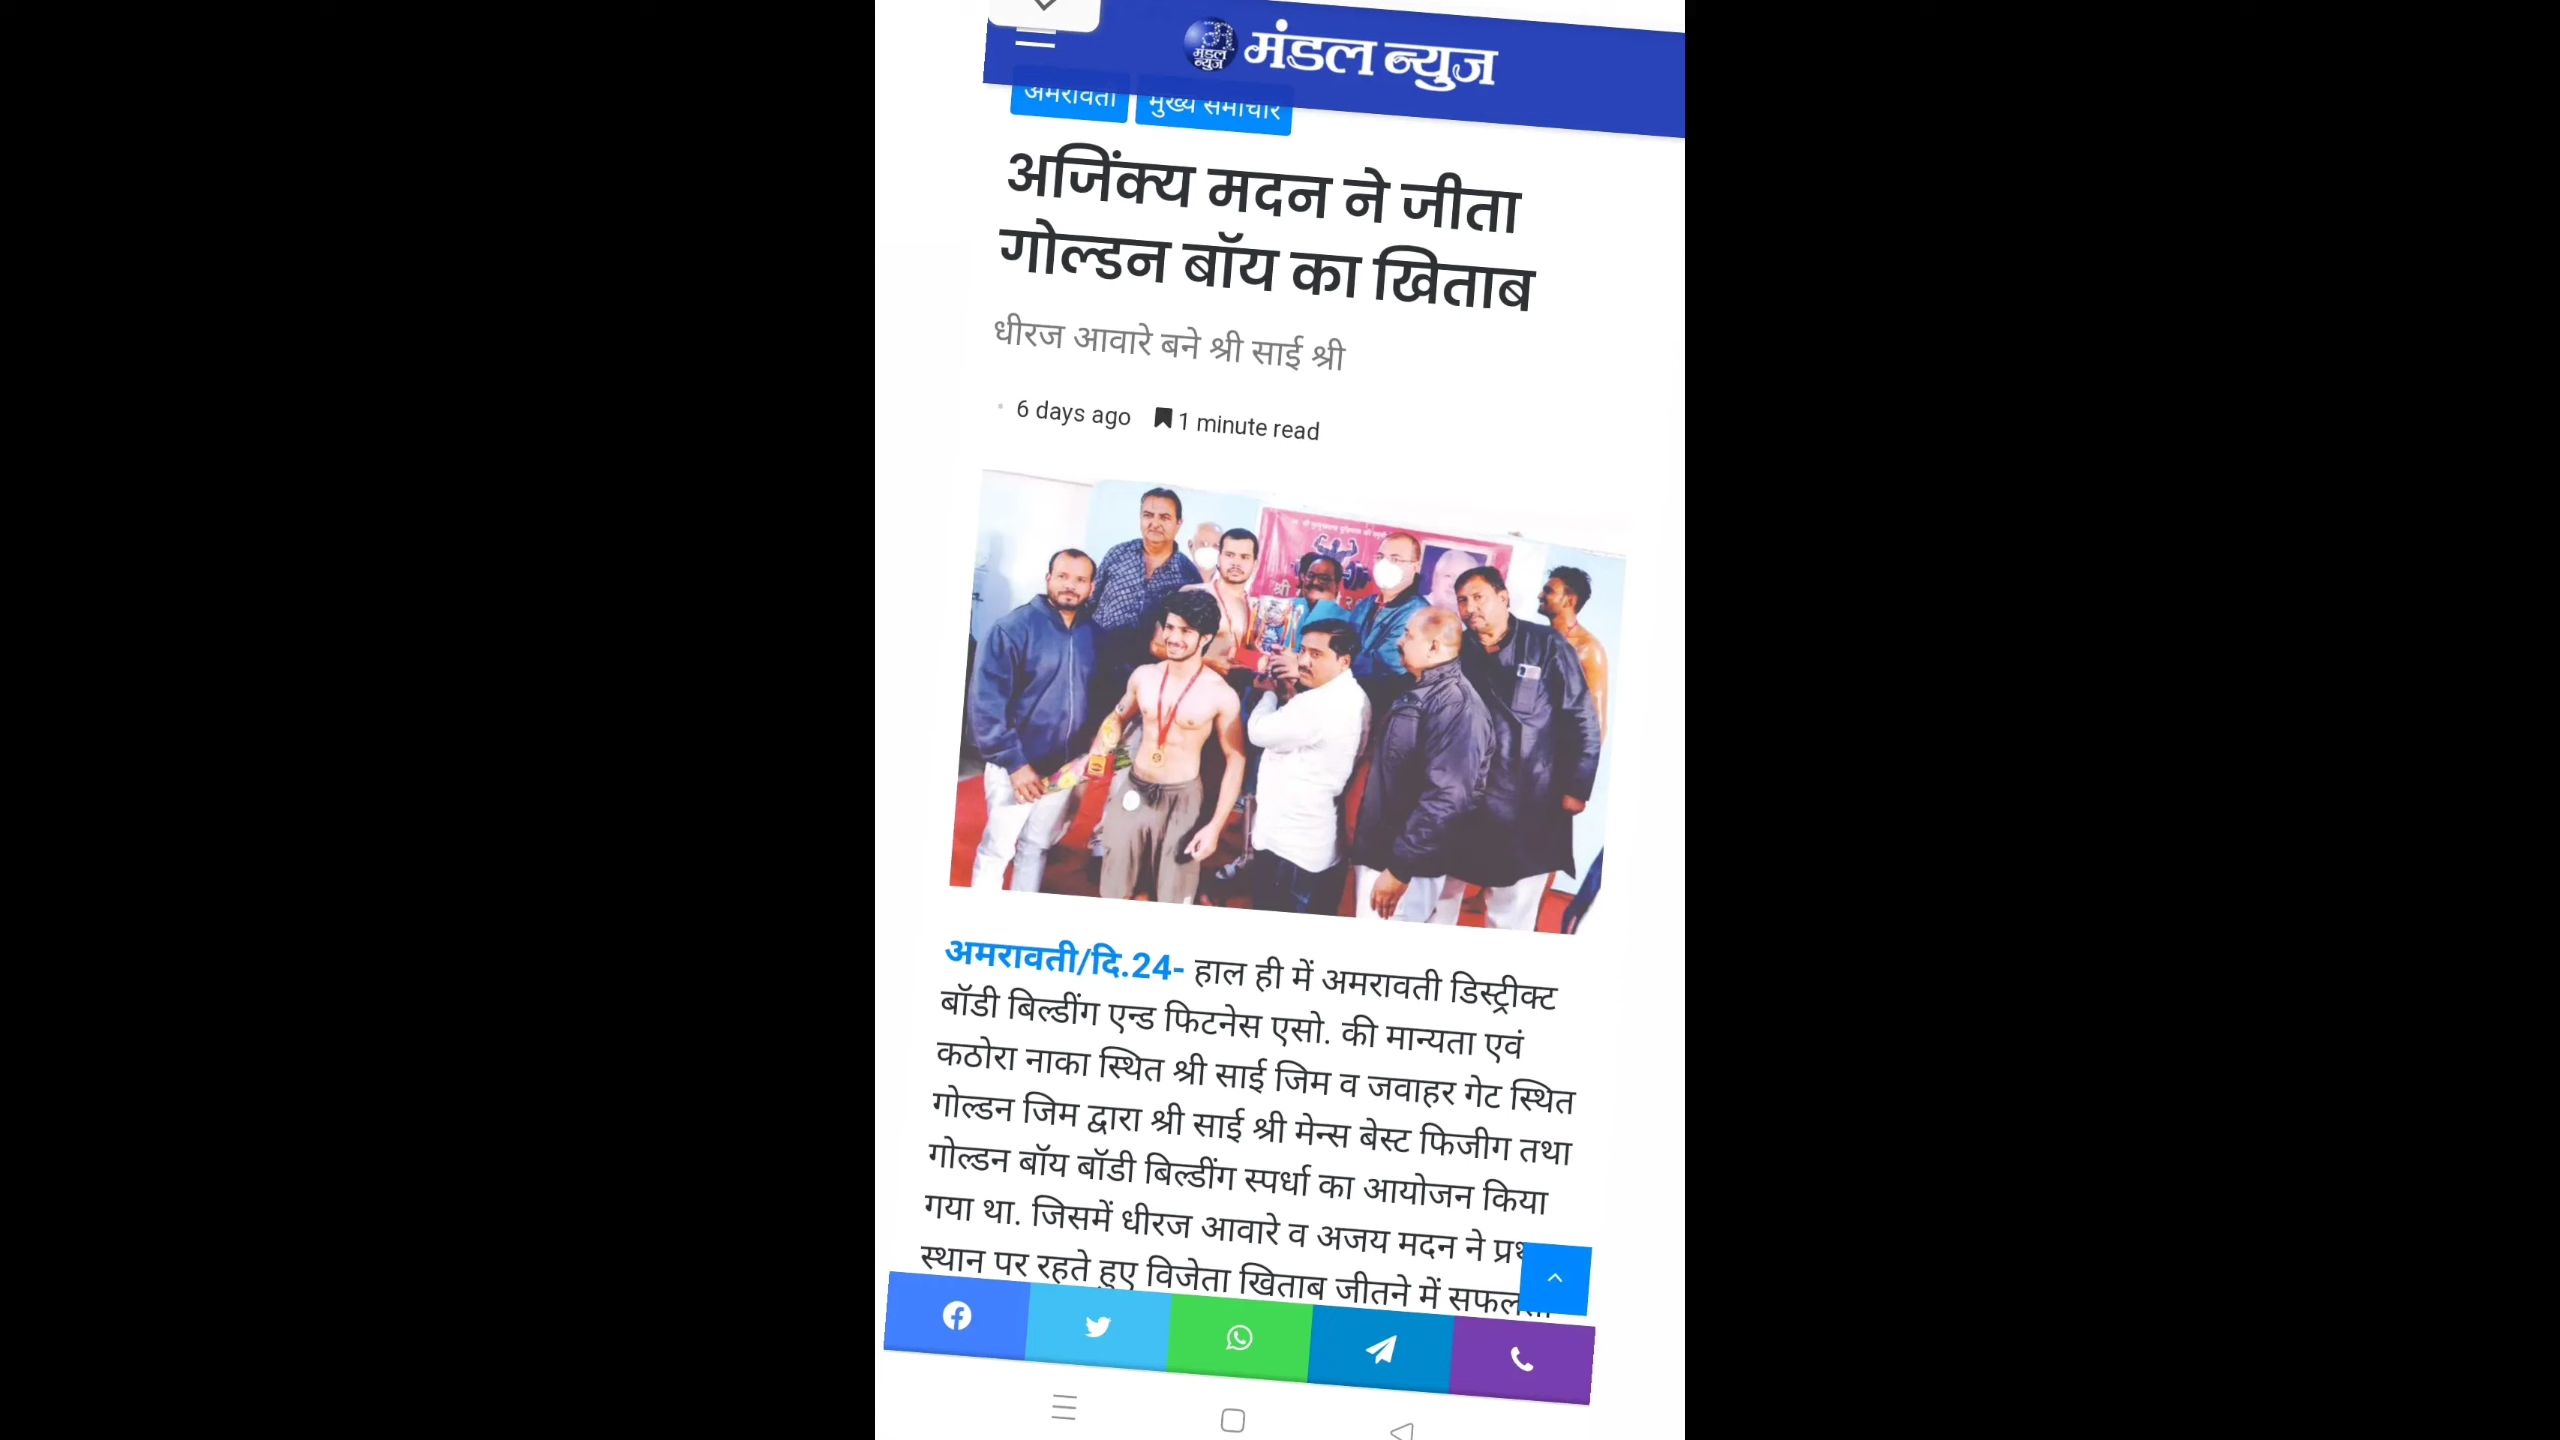 मंडल न्युज
अमरावती मुख्य समाचार
अजिंक्य मदन ने जीता
गोल्डन बॉय का खिताब
धीरज आवारे बने श्री साई श्री
6 days ago 1 minute read
श्री
अमरावती/दि.24- हाल ही में अमरावती डिस्ट्रीक्ट
बॉडी बिल्डींग एन्ड फिटनेस एसो. की मान्यता एवं
कठोरा नाका स्थित श्री साई जिम व जवाहर गेट स्थित
गोल्डन जिम द्वारा श्री साई श्री मेन्स बेस्ट फिजीग तथा
गोल्डन बॉय बॉडी बिल्डींग स्पर्धा का आयोजन किया
गया था. जिसमें धीरज आवारे व अजय मदन ने
स्थान पर रहते हुए विजेता खिताब जीतने में